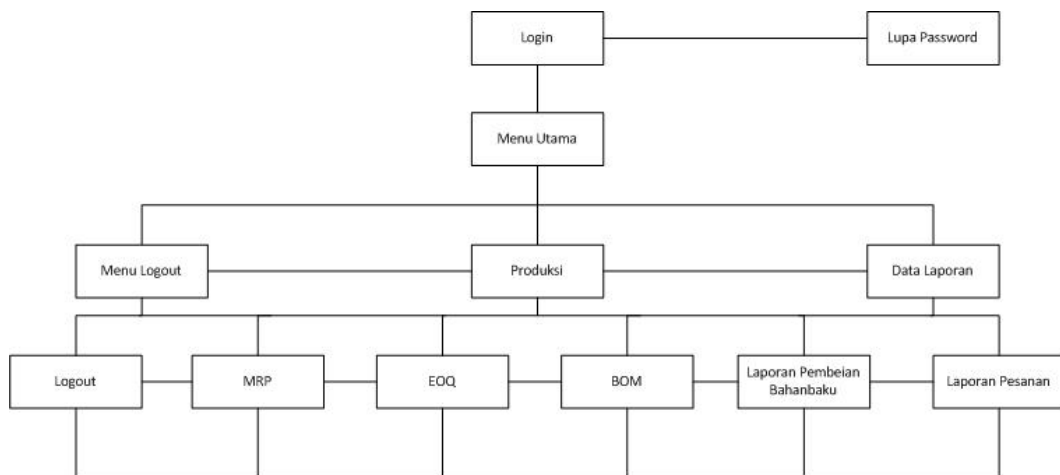 Login
Lupa Password
Menu Utama
Menu Logout
Produksi
Data Laporan
Logout
MRP
EOQ
BOM
Laporan Pembeian
Bahanbaku
Laporan Pesanan